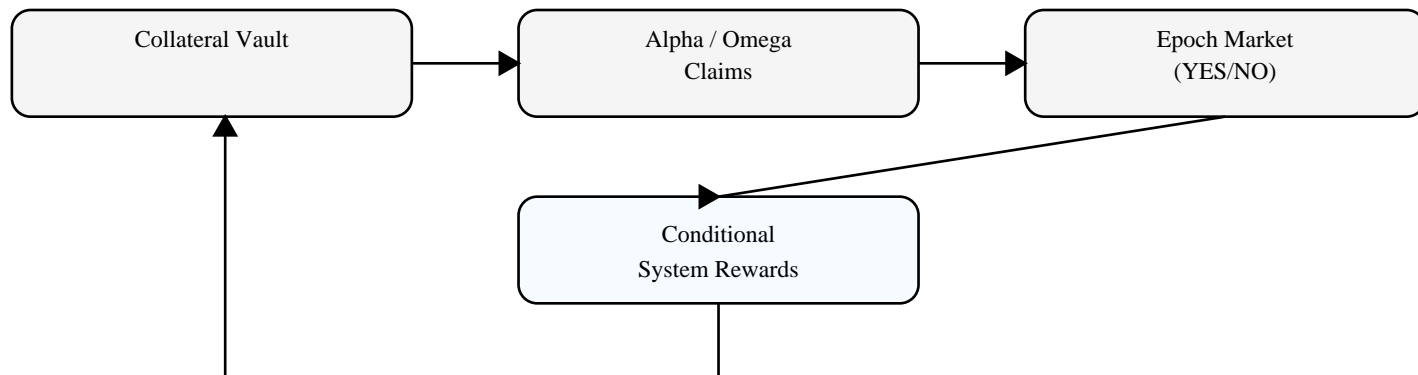 Collateral Vault
Alpha / Omega
Claims
Epoch Market
(YES/NO)
Conditional
System Rewards